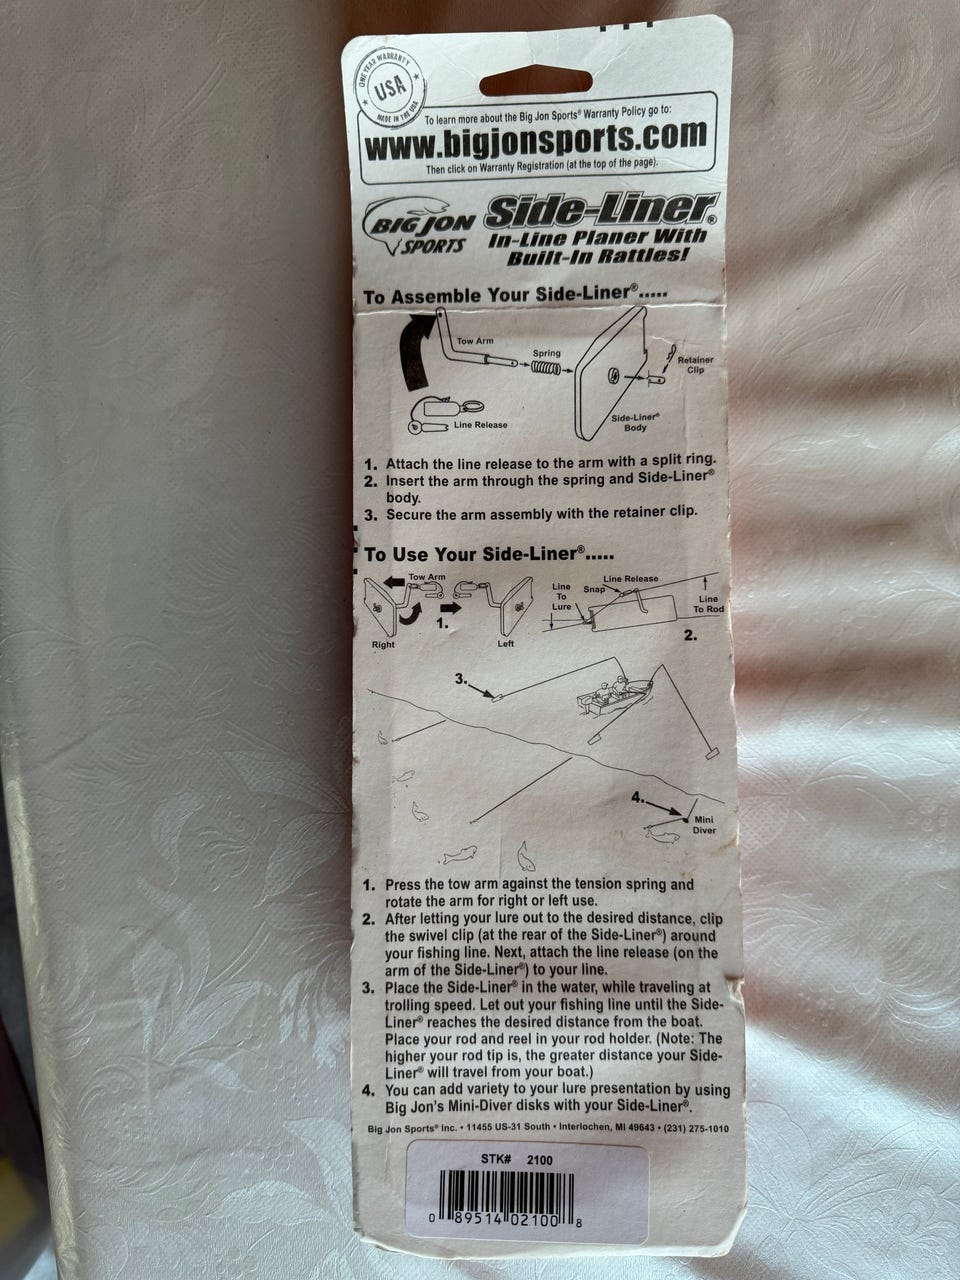 ONE YEAR WARRANTY
USA
MADE IN THE USA
To learn more about the Big Jon Sports® Warranty Policy go to:
www.bigjonsports.com
Then click on Warranty Registration (at the top of the page).
BIG JON
SPORTS
Side-Liner®
In-Line Planer With
Built-In Rattles!
To Assemble Your Side-Liner®.....
Tow Arm
Spring
Retainer
Clip
Line Release
Side-Liner®
Body
1. Attach the line release to the arm with a split ring.
2. Insert the arm through the spring and Side-Liner®
body.
3. Secure the arm assembly with the retainer clip.
To Use Your Side-Liner®.....
Tow Arm
1.
Right
Left
Line
To
Lure
Snap
Line Release
Line
To Rod
2.
3.
4.
Mini
Diver
1. Press the tow arm against the tension spring and
rotate the arm for right or left use.
2. After letting your lure out to the desired distance, clip
the swivel clip (at the rear of the Side-Liner®) around
your fishing line. Next, attach the line release (on the
arm of the Side-Liner®) to your line.
3. Place the Side-Liner® in the water, while traveling at
trolling speed. Let out your fishing line until the Side-
Liner® reaches the desired distance from the boat.
Place your rod and reel in your rod holder. (Note: The
higher your rod tip is, the greater distance your Side-
Liner® will travel from your boat.)
4. You can add variety to your lure presentation by using
Big Jon's Mini-Diver disks with your Side-Liner®.
Big Jon Sports® Inc. • 11455 US-31 South • Interlochen, MI 49643 • (231) 275-1010
STK# 2100
0 89514 02100 8